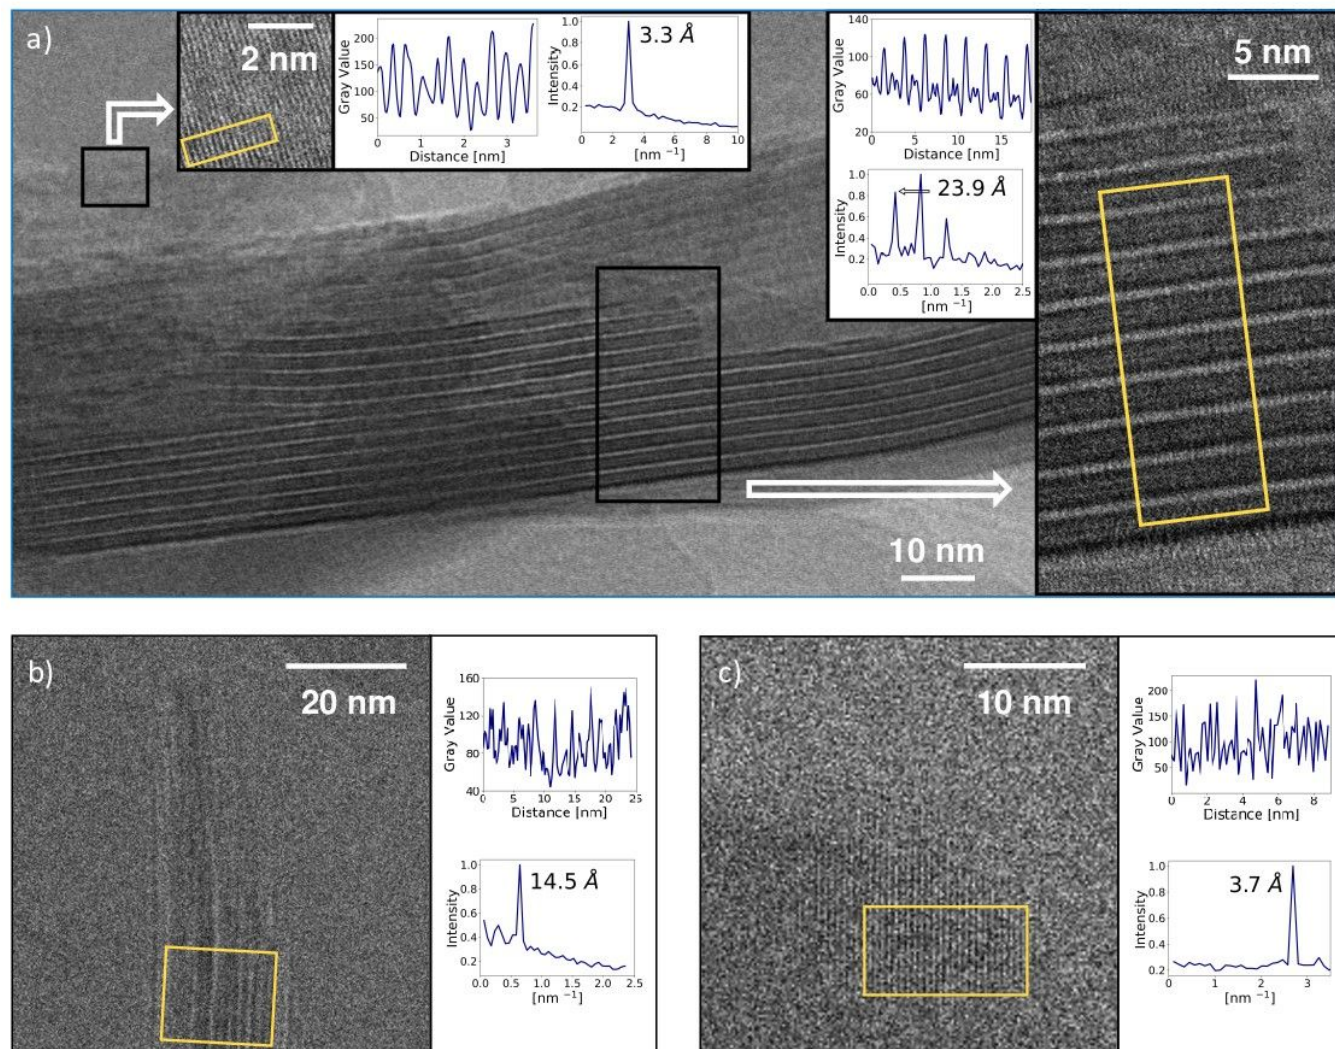 a)
2 nm
200
150
100
50
Gray Value
0 1 2 3
Distance [nm]
1.0
0.8
0.6
0.4
0.2
Intensity
3.3 Å
0 2 4 6 8 10
[nm ⁻¹]
140
120
100
80
60
40
20
Gray Value
0 5 10 15
Distance [nm]
1.0
0.8
0.6
0.4
0.2
Intensity
23.9 Å
0.0 0.5 1.0 1.5 2.0 2.5
[nm ⁻¹]
5 nm
10 nm
b)
20 nm
160
120
80
40
Gray Value
0 5 10 15 20 25
Distance [nm]
1.0
0.8
0.6
0.4
0.2
Intensity
14.5 Å
0.0 0.5 1.0 1.5 2.0 2.5
[nm ⁻¹]
c)
10 nm
200
150
100
50
0
Gray Value
0 2 4 6 8
Distance [nm]
1.0
0.8
0.6
0.4
0.2
Intensity
3.7 Å
0 1 2 3
[nm ⁻¹]